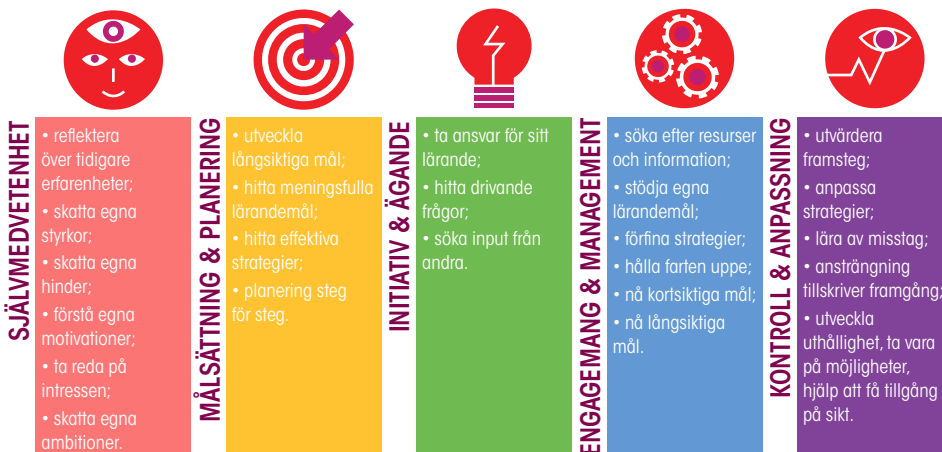 SJÄLVMEDVETENHET
• reflektera
över tidigare
erfarenheter;
• skatta egna
styrkor;
• skatta egna
hinder;
• förstå egna
motivationer;
• ta reda på
intressen;
• skatta egna
ambitioner.
MÅLSÄTTNING & PLANERING
• utveckla
långsiktiga mål;
• hitta meningsfulla
lärandemål;
• hitta effektiva
strategier;
• planering steg
för steg.
INITIATIV & ÄGANDE
• ta ansvar för sitt
lärande;
• hitta drivande
frågor;
• söka input från
andra.
ENGAGEMANG & MANAGEMENT
• söka efter resurser
och information;
• stödja egna
lärandemål;
• förfina strategier;
• hålla farten uppe;
• nå kortsiktiga mål;
• nå långsiktiga
mål.
KONTROLL & ANPASSNING
• utvärdera
framsteg;
• anpassa
strategier;
• lära av misstag;
• ansträngning
tillskriver framgång;
• utveckla
uthållighet, ta vara
på möjligheter,
hjälp att få tillgång
på sikt.